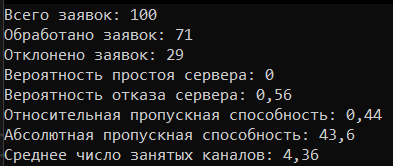 Всего заявок: 100
Обработано заявок: 71
Отклонено заявок: 29
Вероятность простоя сервера: 0
Вероятность отказа сервера: 0,56
Относительная пропускная способность: 0,44
Абсолютная пропускная способность: 43,6
Среднее число занятых каналов: 4,36